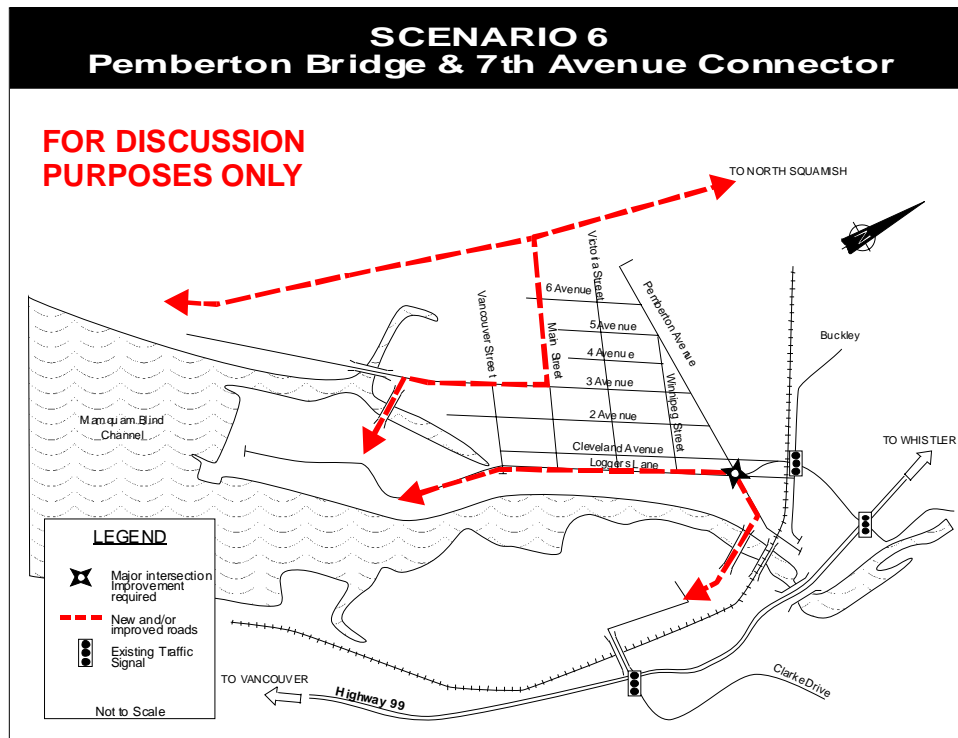 SCENARIO 6
Pemberton Bridge & 7th Avenue Connector
FOR DISCUSSION
PURPOSES ONLY
TO NORTH SQUAMISH
N
Victoria Street
6 Avenue
Pemberton Avenue
Vancouver Street
Main Street
5 Avenue
Buckley
4 Avenue
3 Avenue
Winnipeg Street
2 Avenue
Mamquam Blind
Channel
TO WHISTLER
Cleveland Avenue
Loggers Lane
LEGEND
Major intersection
Improvement
required
New and/or
improved roads
Existing Traffic
Signal
Not to Scale
TO VANCOUVER
Highway 99
Clarke Drive